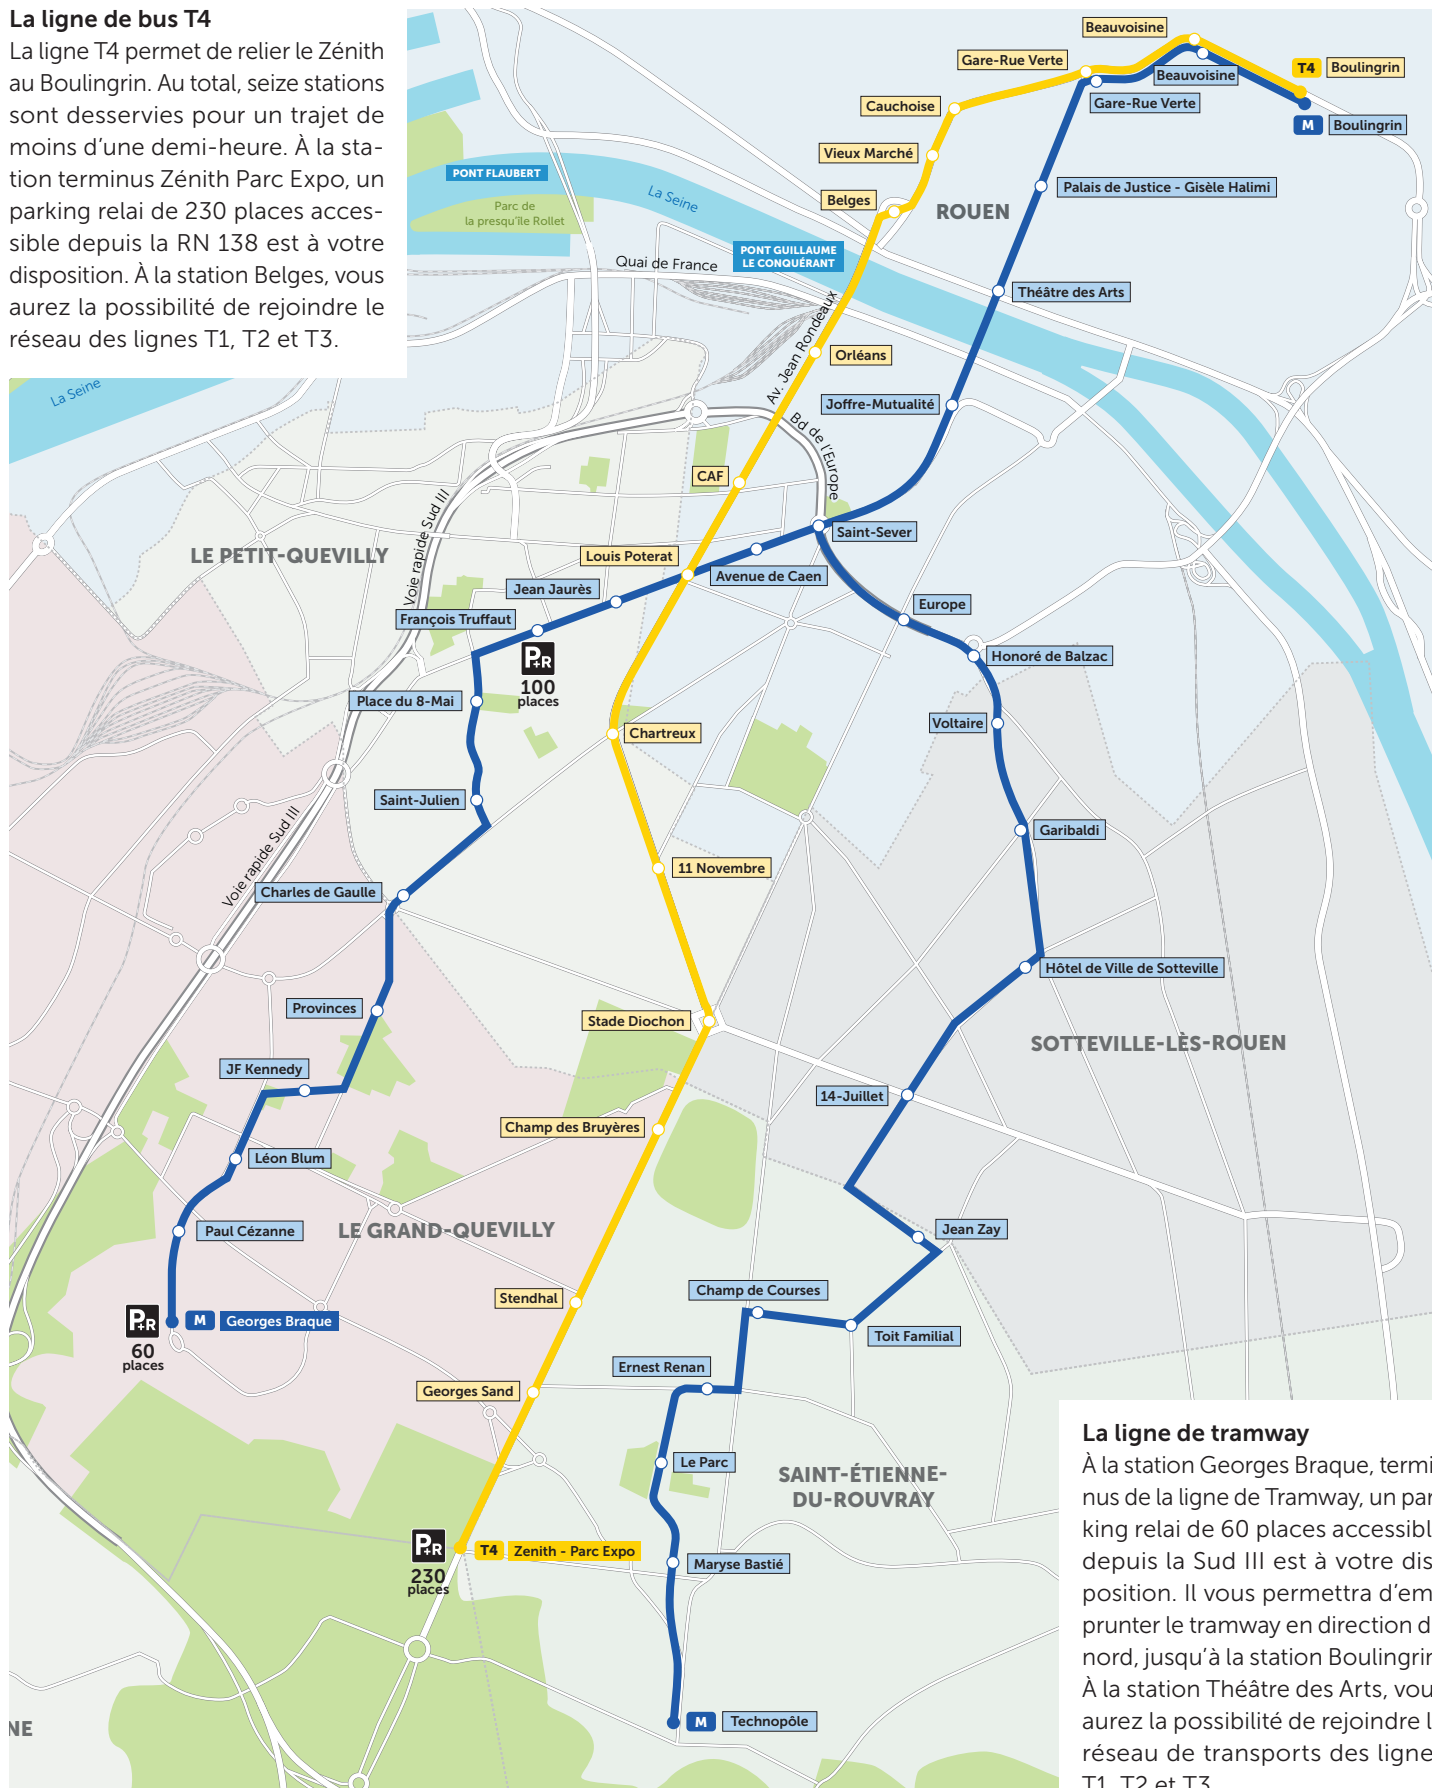 La ligne de bus T4
La ligne T4 permet de relier le Zénith
au Boulingrin. Au total, seize stations
sont desservies pour un trajet de
moins d’une demi-heure. À la sta-
tion terminus Zénith Parc Expo, un
parking relai de 230 places acces-
sible depuis la RN 138 est à votre
disposition. À la station Belges, vous
aurez la possibilité de rejoindre le
réseau des lignes T1, T2 et T3.
Beauvoisine
Gare-Rue Verte
Beauvoisine
T4 Boulingrin
Cauchoise
Gare-Rue Verte
M Boulingrin
Vieux Marché
PONT FLAUBERT
La Seine
Palais de Justice - Gisèle Halimi
Parc de
la presqu’île Rollet
Belges
ROUEN
PONT GUILLAUME
LE CONQUÉRANT
Quai de France
Théâtre des Arts
Av. Jean Rondeaux
Orléans
La Seine
Joffre-Mutualité
Bd de l’Europe
CAF
Voie rapide Sud III
Saint-Sever
LE PETIT-QUEVILLY
Louis Poterat
Avenue de Caen
Jean Jaurès
Europe
François Truffaut
P+R
100
places
Honoré de Balzac
Place du 8-Mai
Voltaire
Chartreux
Saint-Julien
Garibaldi
Voie rapide Sud III
11 Novembre
Charles de Gaulle
Hôtel de Ville de Sotteville
Provinces
Stade Diochon
SOTTEVILLE-LÈS-ROUEN
JF Kennedy
14-Juillet
Champ des Bruyères
Léon Blum
Paul Cézanne
LE GRAND-QUEVILLY
Jean Zay
Champ de Courses
Stendhal
P+R
60
places
M Georges Braque
Toit Familial
Ernest Renan
Georges Sand
Le Parc
SAINT-ÉTIENNE-
DU-ROUVRAY
P+R
230
places
T4 Zenith - Parc Expo
Maryse Bastié
M Technopôle
NE
La ligne de tramway
À la station Georges Braque, termi
nus de la ligne de Tramway, un par
king relai de 60 places accessibl
depuis la Sud III est à votre dis
position. Il vous permettra d’em
prunter le tramway en direction d
nord, jusqu’à la station Boulingrin
À la station Théâtre des Arts, vou
aurez la possibilité de rejoindre l
réseau de transports des ligne
T1, T2 et T3